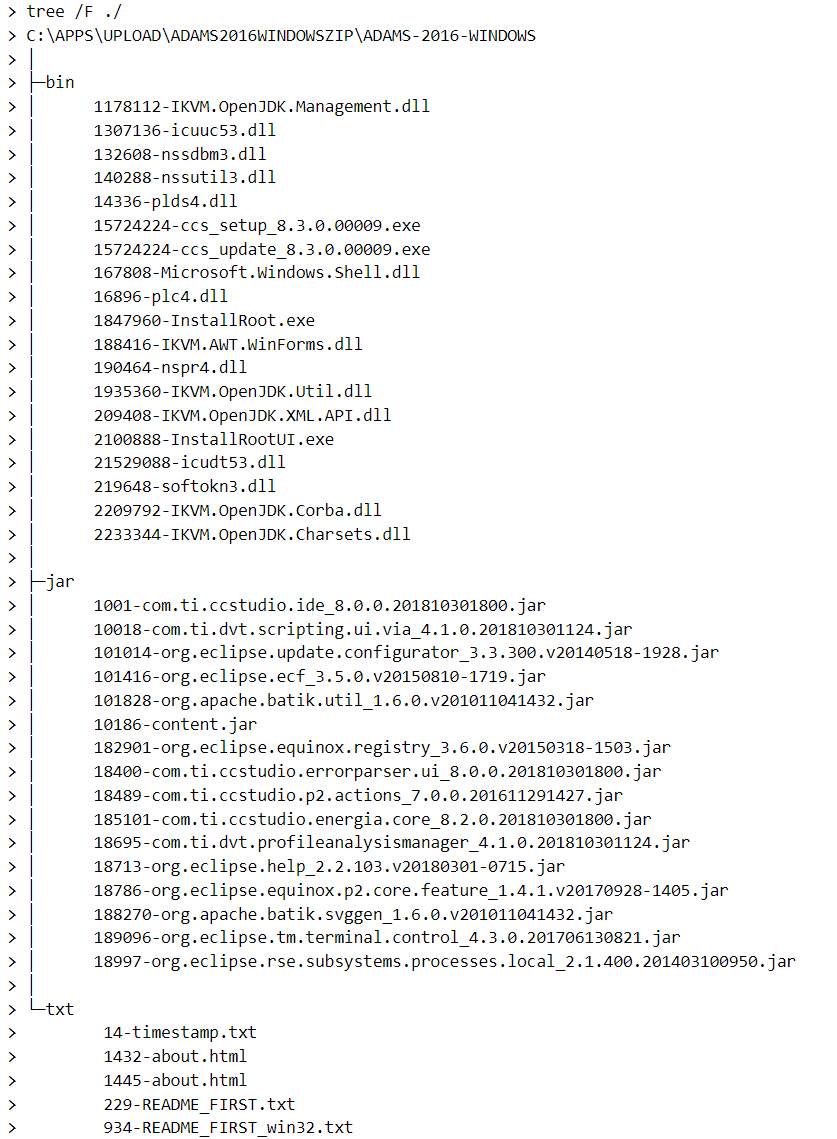 > tree /F ./
> C:\APPS\UPLOAD\ADAMS2016WINDOWSZIP\ADAMS-2016-WINDOWS
> │
> ├─bin
> │      1178112-IKVM.OpenJDK.Management.dll
> │      1307136-icuuc53.dll
> │      132608-nssdbm3.dll
> │      140288-nssutil3.dll
> │      14336-plds4.dll
> │      15724224-ccs_setup_8.3.0.00009.exe
> │      15724224-ccs_update_8.3.0.00009.exe
> │      167808-Microsoft.Windows.Shell.dll
> │      16896-plc4.dll
> │      1847960-InstallRoot.exe
> │      188416-IKVM.AWT.WinForms.dll
> │      190464-nspr4.dll
> │      1935360-IKVM.OpenJDK.Util.dll
> │      209408-IKVM.OpenJDK.XML.API.dll
> │      2100888-InstallRootUI.exe
> │      21529088-icudt53.dll
> │      219648-softokn3.dll
> │      2209792-IKVM.OpenJDK.Corba.dll
> │      2233344-IKVM.OpenJDK.Charsets.dll
> │
> ├─jar
> │      1001-com.ti.ccstudio.ide_8.0.0.201810301800.jar
> │      10018-com.ti.dvt.scripting.ui.via_4.1.0.201810301124.jar
> │      101014-org.eclipse.update.configurator_3.3.300.v20140518-1928.jar
> │      101416-org.eclipse.ecf_3.5.0.v20150810-1719.jar
> │      101828-org.apache.batik.util_1.6.0.v201011041432.jar
> │      10186-content.jar
> │      182901-org.eclipse.equinox.registry_3.6.0.v20150318-1503.jar
> │      18400-com.ti.ccstudio.errorparser.ui_8.0.0.201810301800.jar
> │      18489-com.ti.ccstudio.p2.actions_7.0.0.201611291427.jar
> │      185101-com.ti.ccstudio.energia.core_8.2.0.201810301800.jar
> │      18695-com.ti.dvt.profileanalysismanager_4.1.0.201810301124.jar
> │      18713-org.eclipse.help_2.2.103.v20180301-0715.jar
> │      18786-org.eclipse.equinox.p2.core.feature_1.4.1.v20170928-1405.jar
> │      188270-org.apache.batik.svggen_1.6.0.v201011041432.jar
> │      189096-org.eclipse.tm.terminal.control_4.3.0.201706130821.jar
> │      18997-org.eclipse.rse.subsystems.processes.local_2.1.400.201403100950.jar
> │
> └─txt
>         14-timestamp.txt
>         1432-about.html
>         1445-about.html
>         229-README_FIRST.txt
>         934-README_FIRST_win32.txt